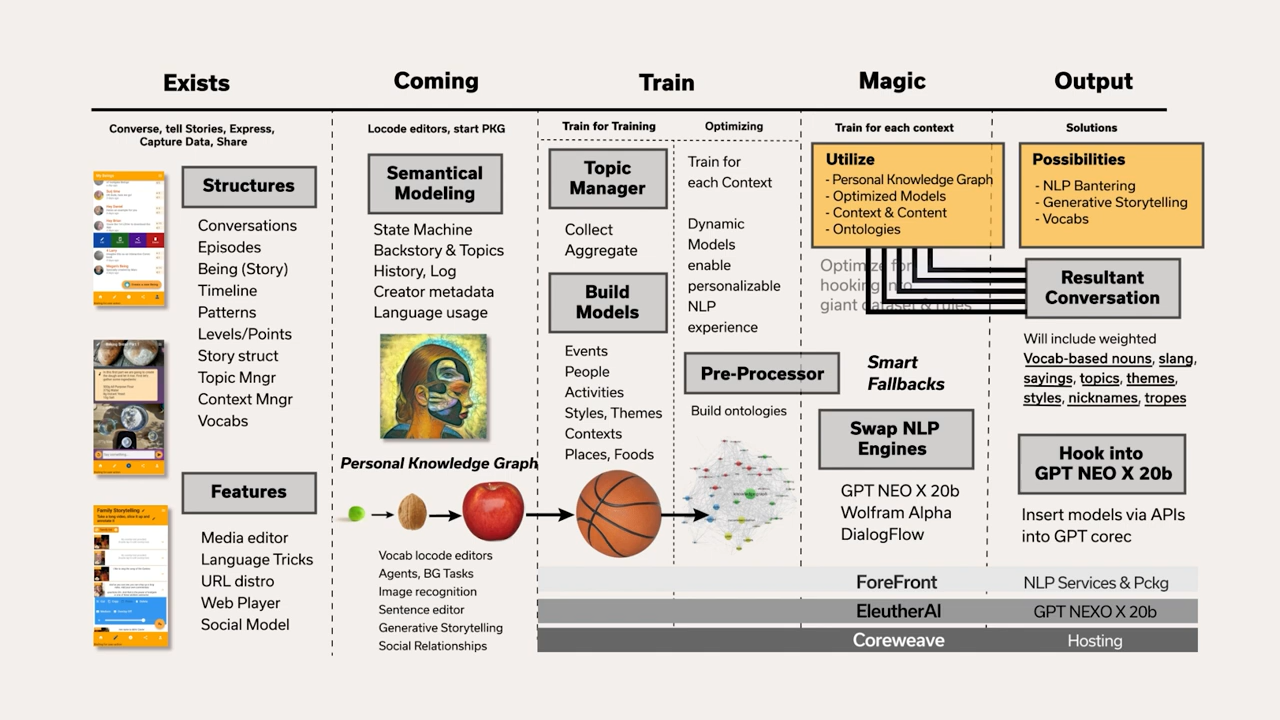 Exists
Coming
Train
Magic
Output
Converse, tell Stories, Express,
Capture Data, Share
Structures
Conversations
Episodes
Being (Story)
Timeline
Patterns
Levels/Points
Story struct
Topic Mngr
Context Mngr
Vocabs
Features
Media editor
Language Tricks
URL distro
Web Player
Social Model
Family Storytelling
Locode editors, start PKG
Semantical
Modeling
State Machine
Backstory & Topics
History, Log
Creator metadata
Language usage
Personal Knowledge Graph
Vocab locode editors
Agents, BG Tasks
Image recognition
Sentence editor
Generative Storytelling
Social Relationships
Train for Training
Topic
Manager
Collect
Aggregate
Build
Models
Events
People
Activities
Styles, Themes
Contexts
Places, Foods
Optimizing
Train for
each Context
Dynamic
Models
enable
personalizable
NLP
experience
Pre-Processor
Build ontologies
Train for each context
Utilize
- Personal Knowledge Graph
- Optimized Models
- Context & Content
- Ontologies
Optimize for
hooking into
giant dataset & rules
Smart
Fallbacks
Swap NLP
Engines
GPT NEO X 20b
Wolfram Alpha
DialogFlow
Solutions
Possibilities
- NLP Bantering
- Generative Storytelling
- Vocabs
Resultant
Conversation
Will include weighted
Vocab-based nouns, slang,
sayings, topics, themes,
styles, nicknames, tropes
Hook into
GPT NEO X 20b
Insert models via APIs
into GPT corec
ForeFront
NLP Services & Pckg
EleutherAI
GPT NEXO X 20b
Coreweave
Hosting